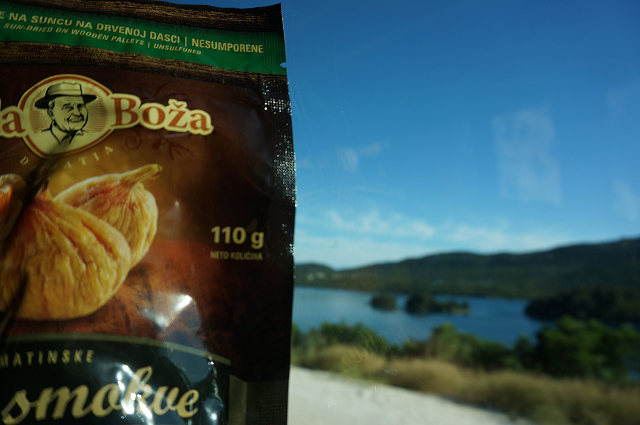 E NA SUNCU NA DRVENOJ DASCI | NESUMPORENE
SUN-DRIED ON WOODEN PALLETS | UNSULFURED
a Boža
110 g
NETO KOLIČINA
MATINSKE
smokve